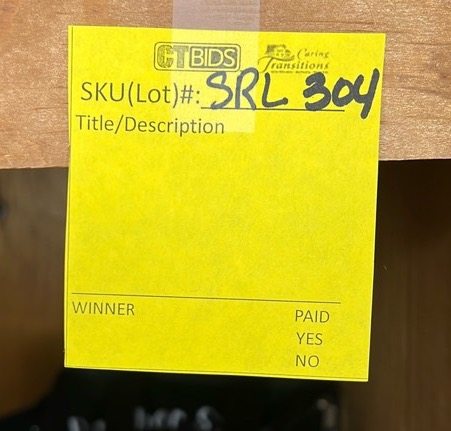 CTBIDS
Caring
Transitions
SKU(Lot)#: SRL 304
Title/Description
WINNER
PAID
YES
NO